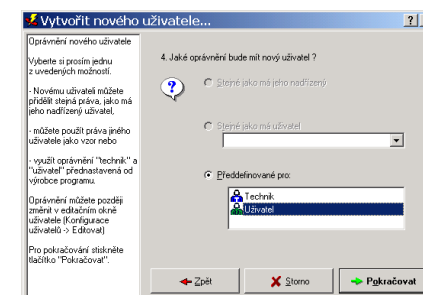 Vytvořit nového uživatele...
Oprávnění nového uživatele
Vyberte si prosím jednu
z uvedených možností.
- Novému uživateli můžete
přidělit stejná práva, jako má
jeho nadřízený uživatel,
- můžete použít práva jiného
uživatele jako vzor nebo
- využít oprávnění "technik" a
"uživatel" přednastavená od
výrobce programu.
Oprávnění můžete později
změnit v editačním okně
uživatele (Konfigurace
uživatelů -> Editovat)
Pro pokračování stiskněte
tlačítko "Pokračovat".
4. Jaké oprávnění bude mít nový uživatel ?
Stejné jako má jeho nadřízený
Stejné jako má uživatel
Předdefinované pro:
Technik
Uživatel
Zpět
Storno
Pokračovat